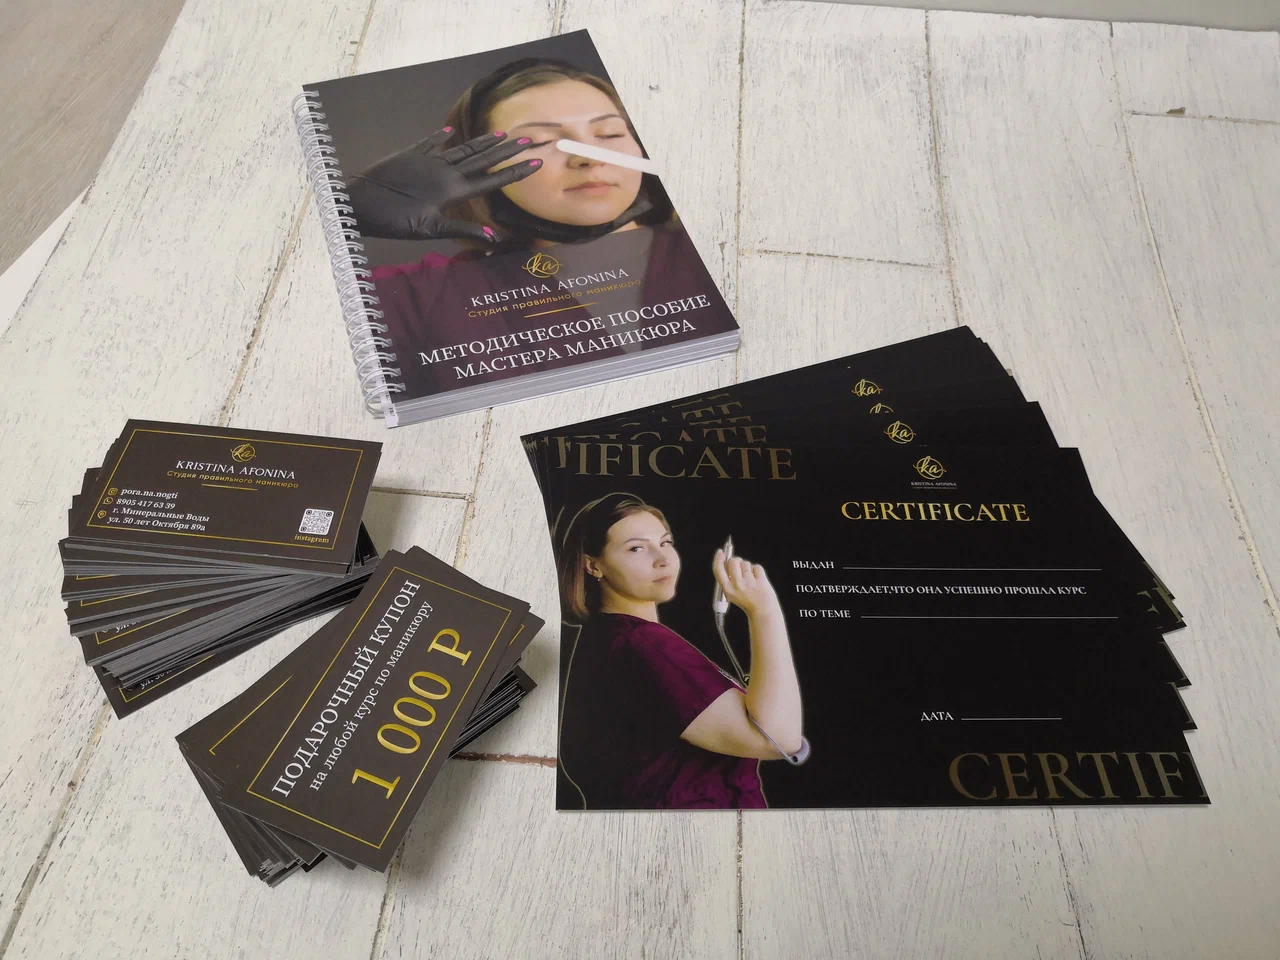 ka
KRISTINA AFONINA
Студия правильного маникюра
МЕТОДИЧЕСКОЕ ПОСОБИЕ
МАСТЕРА МАНИКЮРА
ka
KRISTINA AFONINA
Студия правильного маникюра
pora.na.nogti
8905 417 63 39
г. Минеральные Воды
ул. 50 лет Октября 89а
instagram
ПОДАРОЧНЫЙ КУПОН
на любой курс по маникюру
1 000 Р
ka
ka
TIFICATE
ka
KRISTINA AFONINA
CERTIFICATE
ВЫДАН
ПОДТВЕРЖДАЕТ,ЧТО ОНА УСПЕШНО ПРОШЛА КУРС
ПО ТЕМЕ
ДАТА
CERTIF